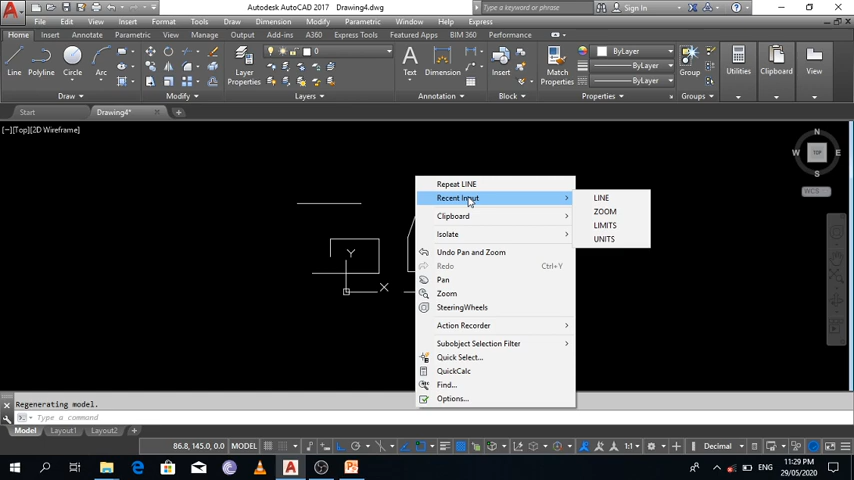 Autodesk AutoCAD 2017 Drawing4.dwg
Type a keyword or phrase
Sign In
File Edit View Insert Format Tools Draw Dimension Modify Parametric Window Help Express
Home Insert Annotate Parametric View Manage Output Add-ins A360 Express Tools Featured Apps BIM 360 Performance
Line Polyline Circle Arc
Layer
Properties
0
Text Dimension
Insert
Match
Properties
ByLayer
ByLayer
ByLayer
Group
Utilities
Clipboard
View
Draw Modify Layers Annotation Block Properties Groups
Start Drawing4*
[−][Top][2D Wireframe]
N
W TOP E
S
WCS
Y
X
Repeat LINE
Recent Input
Clipboard
Isolate
Undo Pan and Zoom
Redo Ctrl+Y
Pan
Zoom
SteeringWheels
Action Recorder
Subobject Selection Filter
Quick Select...
QuickCalc
Find...
Options...
LINE
ZOOM
LIMITS
UNITS
Regenerating model.
Type a command
Model Layout1 Layout2
86.8, 145.0, 0.0 MODEL
1:1
Decimal
ENG
11:29 PM
29/05/2020